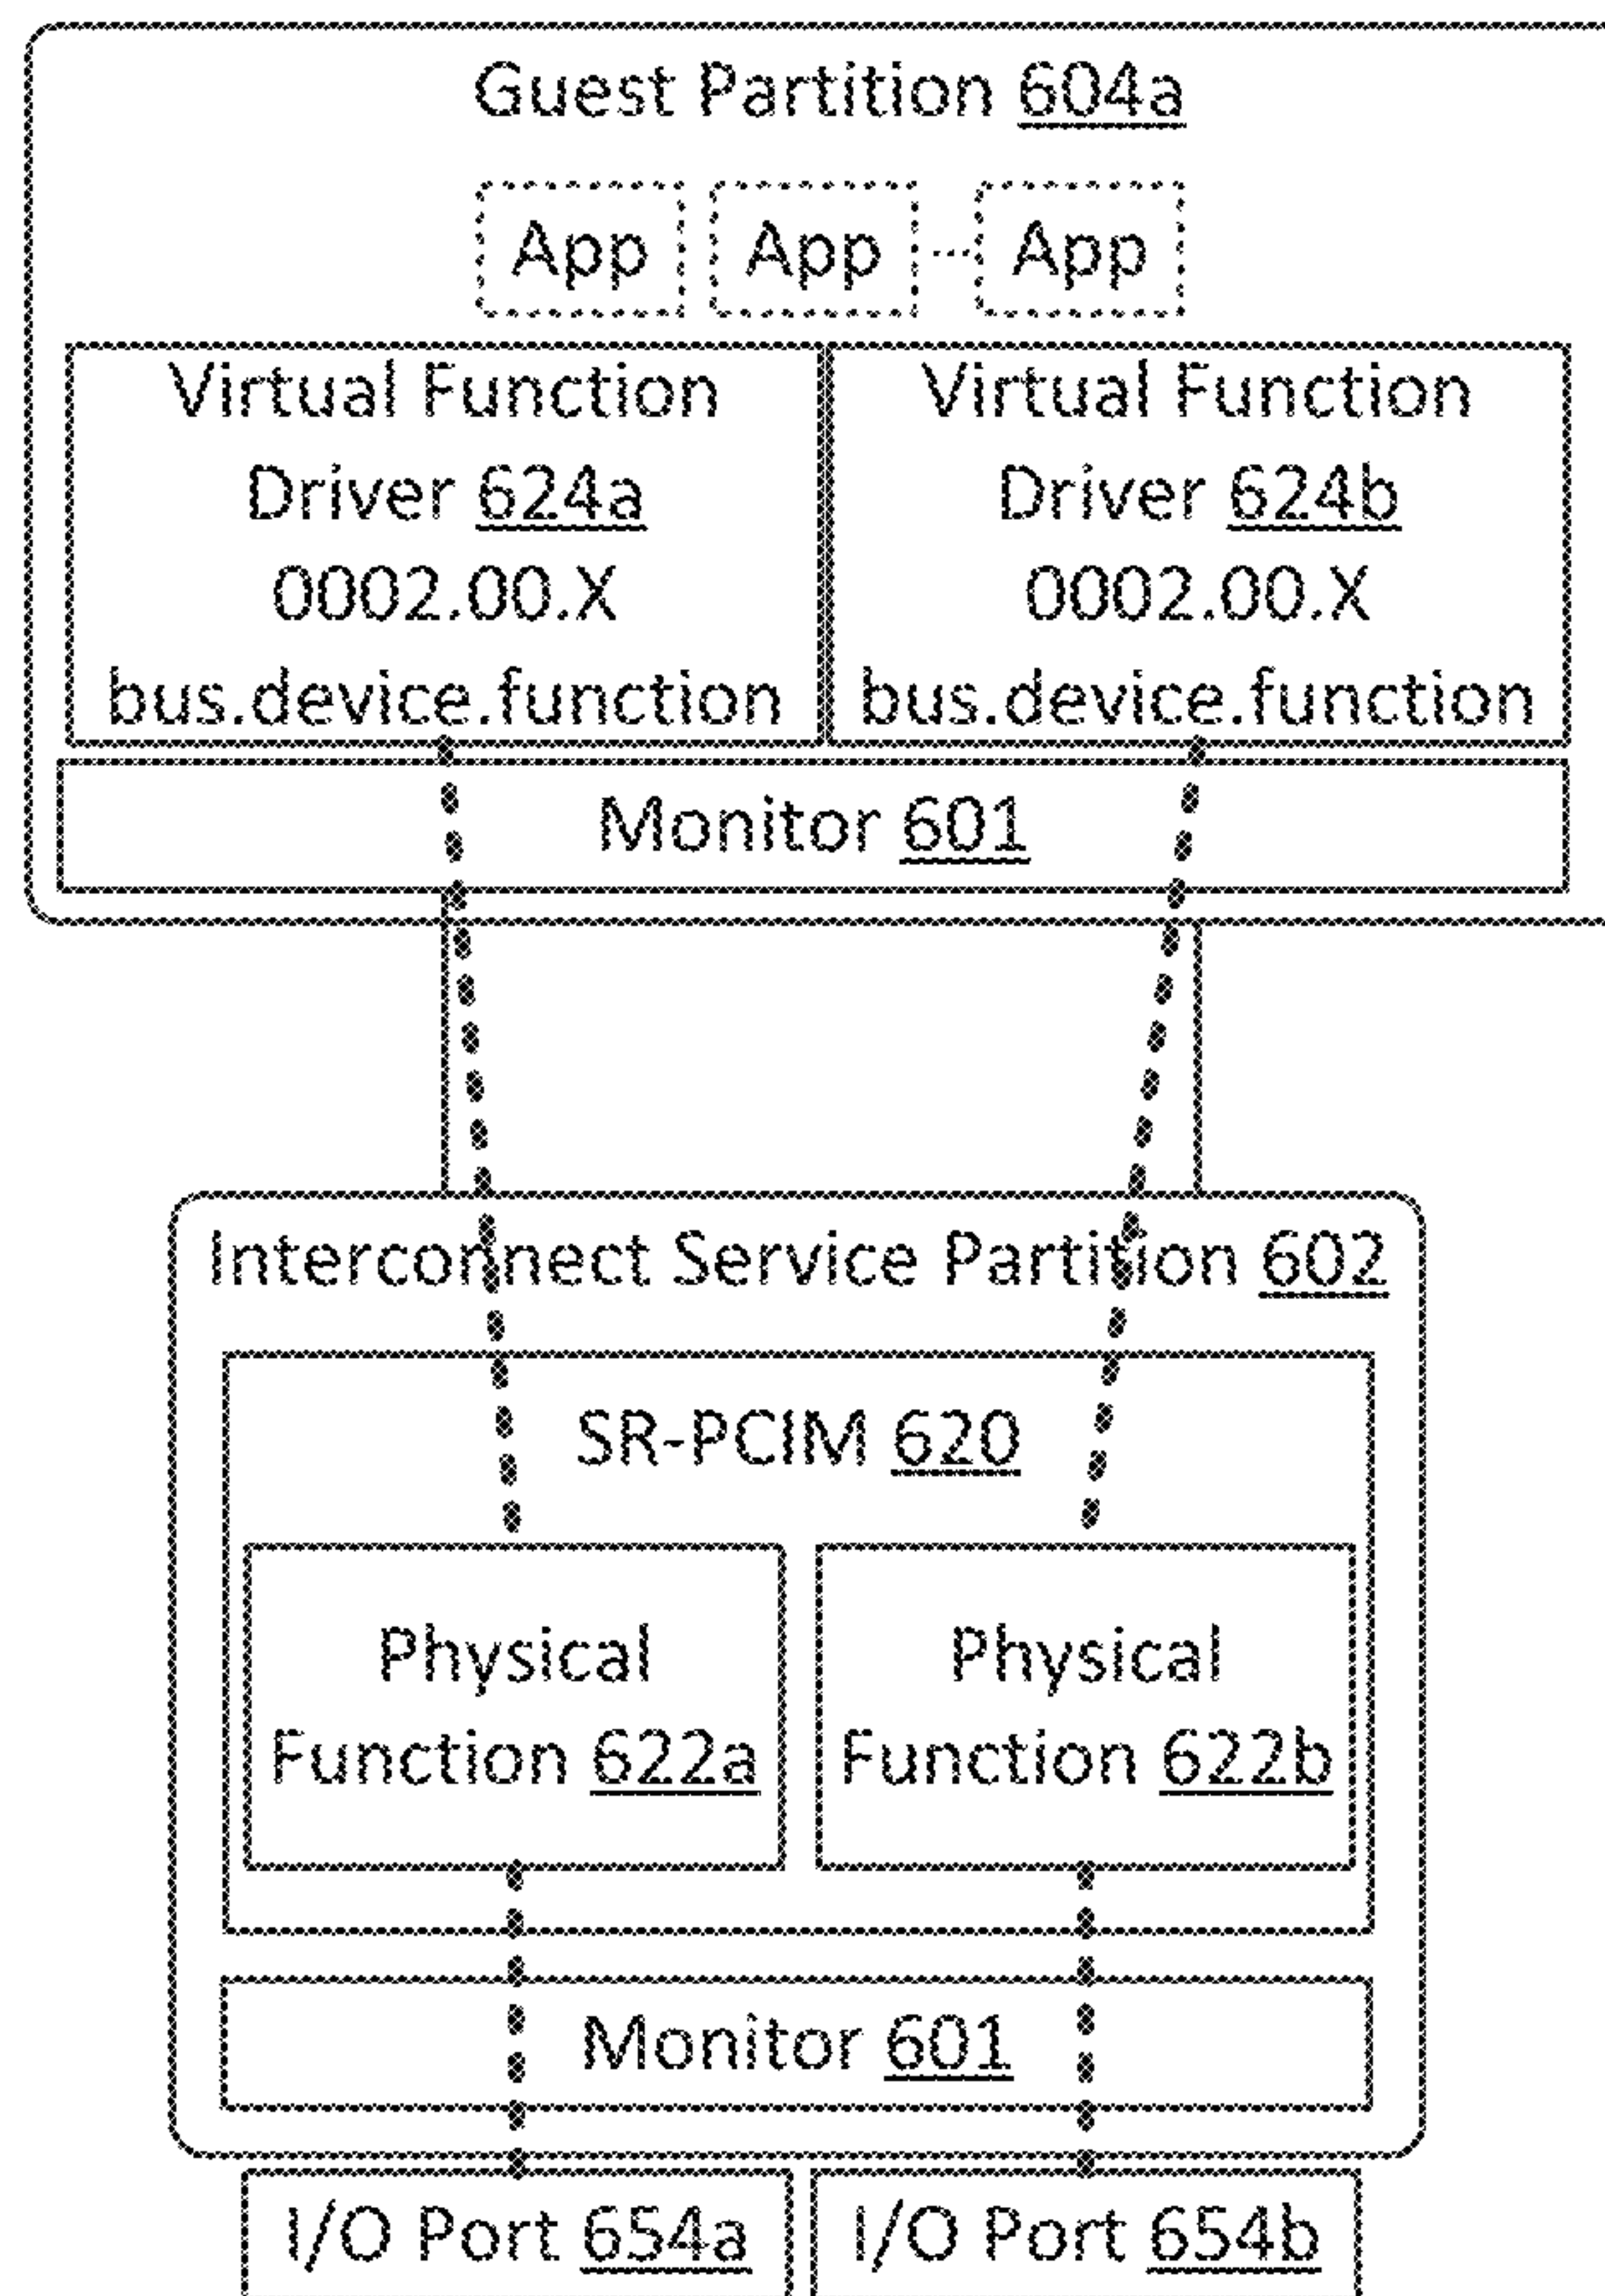 Guest Partition 604a
App App ... App
Virtual Function
Driver 624a
0002.00.X
bus.device.function
Virtual Function
Driver 624b
0002.00.X
bus.device.function
Monitor 601
Interconnect Service Partition 602
SR-PCIM 620
Physical
Function 622a
Physical
Function 622b
Monitor 601
I/O Port 654a
I/O Port 654b